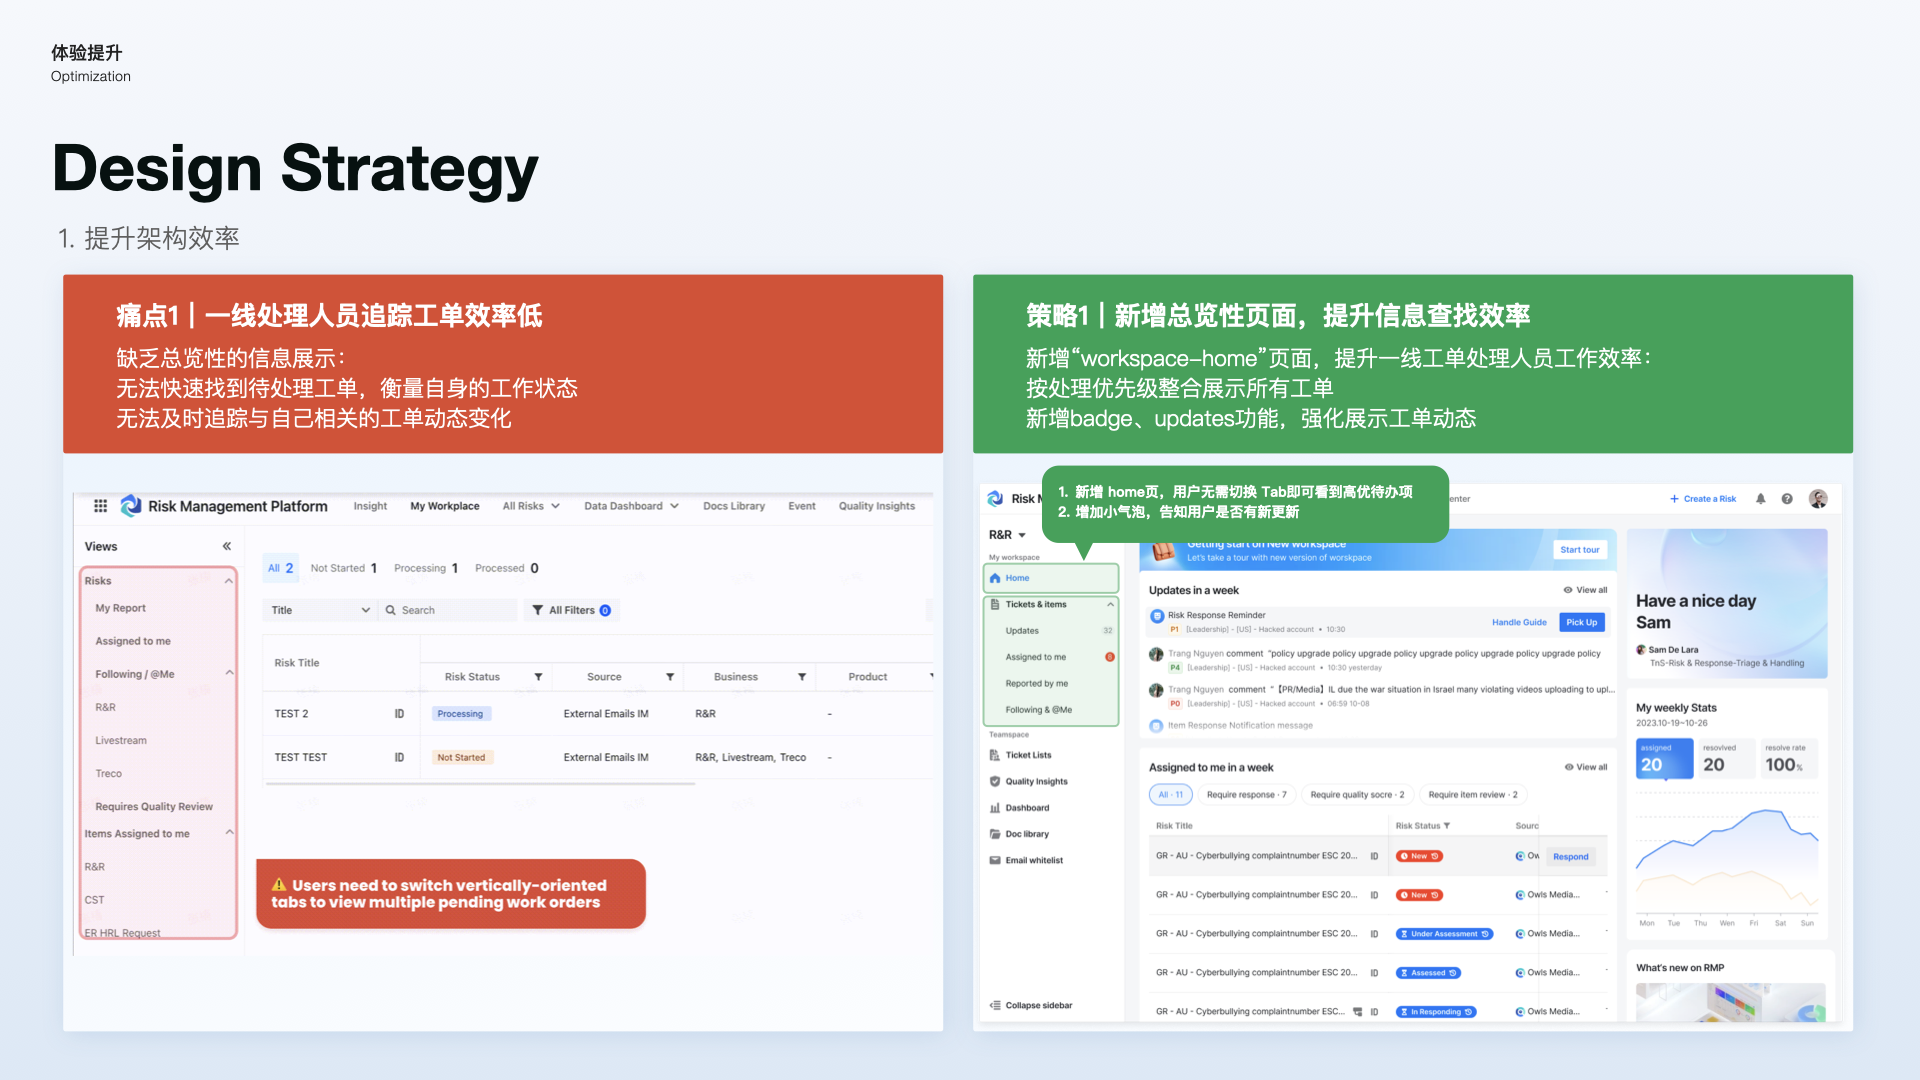 体验提升
Optimization
Design Strategy
1. 提升架构效率
痛点1｜一线处理人员追踪工单效率低
缺乏总览性的信息展示：
无法快速找到待处理工单，衡量自身的工作状态
无法及时追踪与自己相关的工单动态变化
Risk Management Platform
Insight
My Workplace
All Risks
Data Dashboard
Docs Library
Event
Quality Insights
Views
Risks
My Report
Assigned to me
Following / @Me
R&R
Livestream
Treco
Requires Quality Review
Items Assigned to me
R&R
CST
ER HRL Request
All 2
Not Started 1
Processing 1
Processed 0
Title
Search
All Filters 0
Risk Title
Risk Status
Source
Business
Product
TEST 2
ID
Processing
External Emails IM
R&R
-
TEST TEST
ID
Not Started
External Emails IM
R&R, Livestream, Treco
-
⚠ Users need to switch vertically-oriented
tabs to view multiple pending work orders
策略1｜新增总览性页面，提升信息查找效率
新增“workspace–home”页面，提升一线工单处理人员工作效率：
按处理优先级整合展示所有工单
新增badge、updates功能，强化展示工单动态
1. 新增 home页，用户无需切换 Tab即可看到高优待办项
2. 增加小气泡，告知用户是否有新更新
Risk M
enter
+ Create a Risk
R&R
My workspace
Home
Tickets & items
Updates 32
Assigned to me 8
Reported by me
Following & @Me
Teamspace
Ticket Lists
Quality Insights
Dashboard
Doc library
Email whitelist
Collapse sidebar
Getting start on New workspace
Let's take a tour with new version of worskpace
Start tour
Updates in a week
View all
Risk Response Reminder
P1 [Leadership] - [US] - Hacked account • 10:30
Handle Guide
Pick Up
Trang Nguyen comment “policy upgrade policy upgrade policy upgrade policy upgrade policy upgrade policy
P4 [Leadership] - [US] - Hacked account • 10:30 yesterday
Trang Nguyen comment “【PR/Media】IL due the war situation in Israel many violating videos uploading to upl...
P0 [Leadership] - [US] - Hacked account • 06:59 10-08
Item Response Notification message
Assigned to me in a week
View all
All · 11
Require response · 7
Require quality socre · 2
Require item review · 2
Risk Title
Risk Status
Sourc
GR - AU - Cyberbullying complaintnumber ESC 20... ID New Ow Respond
GR - AU - Cyberbullying complaintnumber ESC 20... ID New Owls Media...
GR - AU - Cyberbullying complaintnumber ESC 20... ID Under Assessment Owls Media...
GR - AU - Cyberbullying complaintnumber ESC 20... ID Assessed Owls Media...
GR - AU - Cyberbullying complaintnumber ESC... ID In Responding Owls Media...
Have a nice day
Sam
Sam De Lara
TnS-Risk & Response-Triage & Handling
My weekly Stats
2023.10-19~10-26
assigned
20
resovived
20
resolve rate
100%
Mon Tue Thu Wen Fri Sat Sun
What's new on RMP